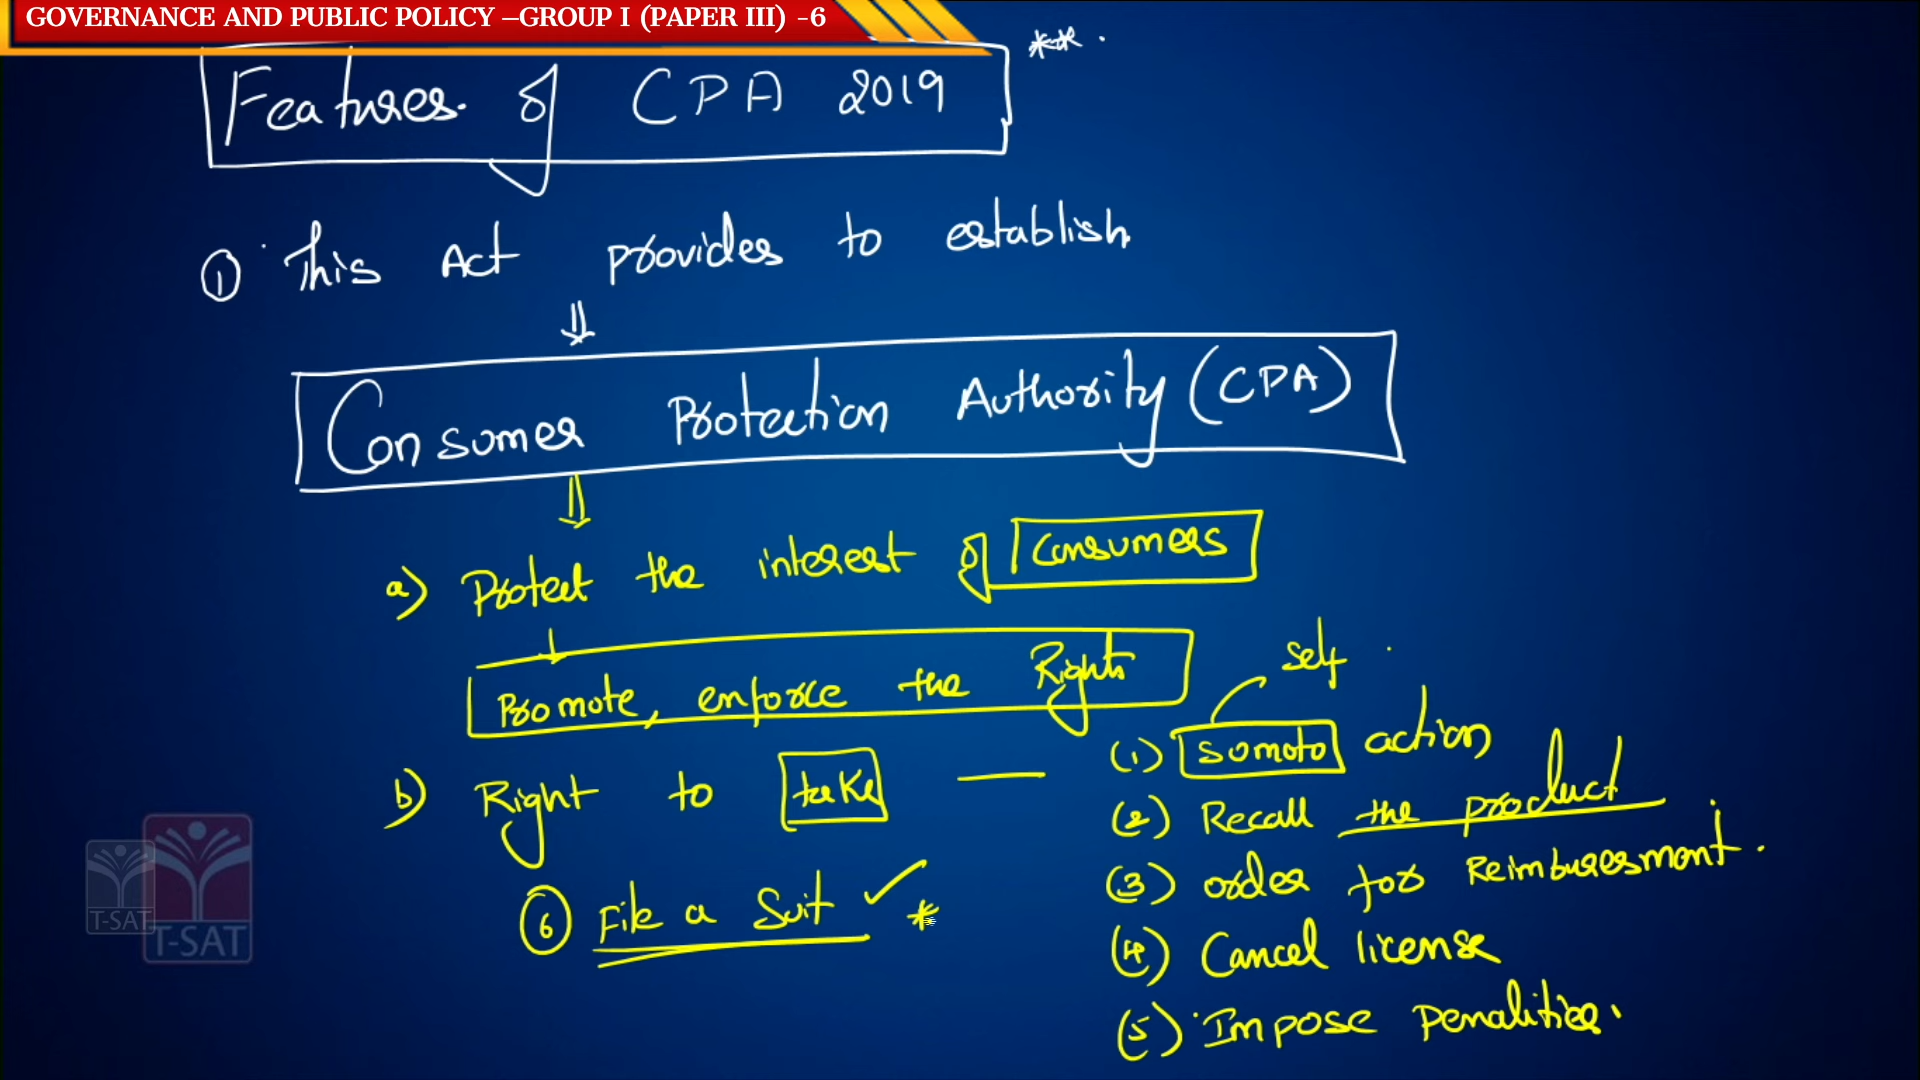 GOVERNANCE AND PUBLIC POLICY –GROUP I (PAPER III) -6
Features of CPA 2019 **
① This Act provides to establish
⇓
Consumer Protection Authority (CPA)
⇓
a) Protect the interest of Consumers
↓
Promote, enforce the Rights
self
b) Right to take — (1) sumoto action
(2) Recall the product
(3) order for Reimbursesment.
(4) Cancel license
(5) Impose Penalities.
⑥ File a Suit ✓ *
T-SAT
T-SAT